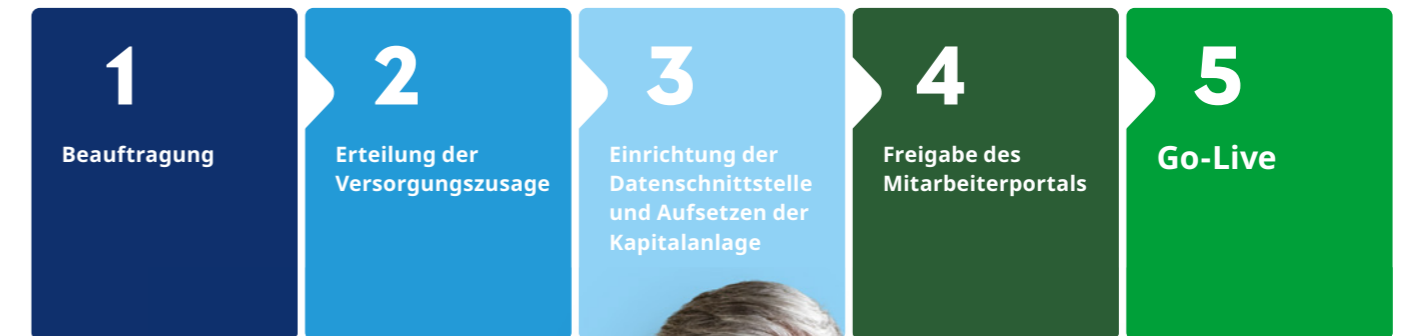 1
Beauftragung
2
Erteilung der
Versorgungszusage
3
Einrichtung der
Datenschnittstelle
und Aufsetzen der
Kapitalanlage
4
Freigabe des
Mitarbeiterportals
5
Go-Live